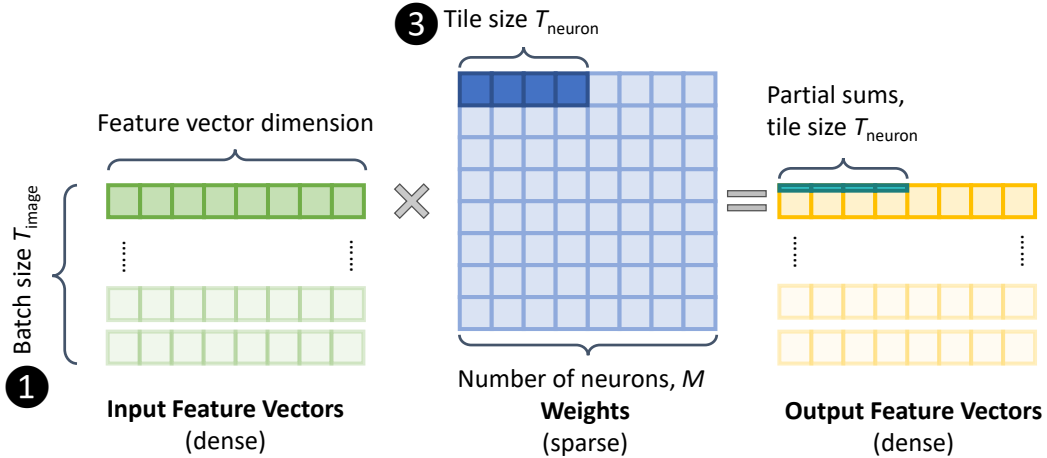 3 Tile size T_neuron
Partial sums,
tile size T_neuron
Feature vector dimension
Batch size T_image
1
Number of neurons, M
Input Feature Vectors
(dense)
Weights
(sparse)
Output Feature Vectors
(dense)